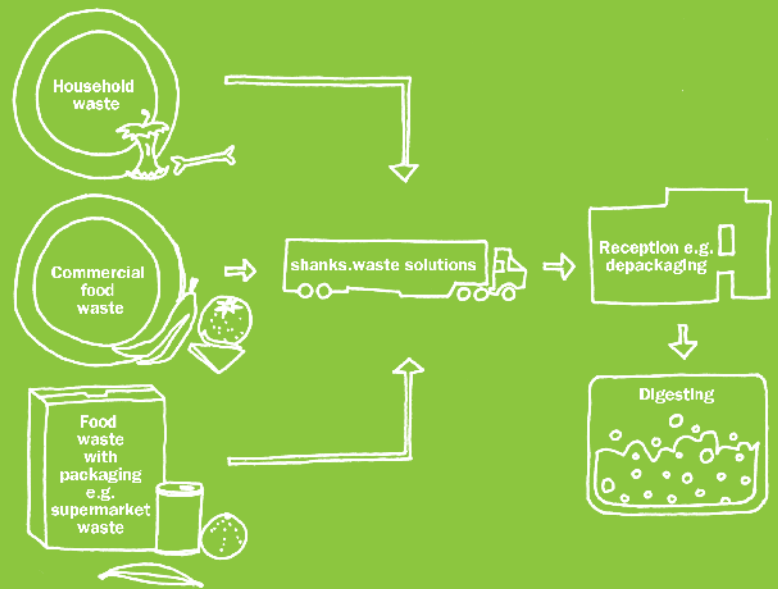 Household
waste
Commercial
food
waste
Food
waste
with
packaging
e.g.
supermarket
waste
shanks.waste solutions
Reception e.g.
depackaging
Digesting